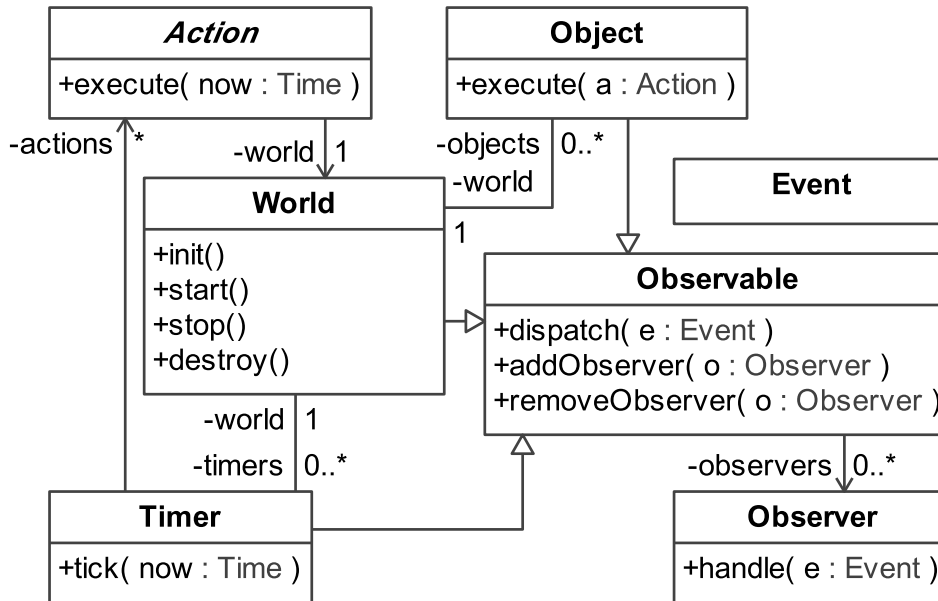 Action
+execute( now : Time )
Object
+execute( a : Action )
-actions
*
-world
1
-objects
0..*
-world
1
World
+init()
+start()
+stop()
+destroy()
Event
Observable
+dispatch( e : Event )
+addObserver( o : Observer )
+removeObserver( o : Observer )
-world
1
-timers
0..*
-observers
0..*
Timer
+tick( now : Time )
Observer
+handle( e : Event )